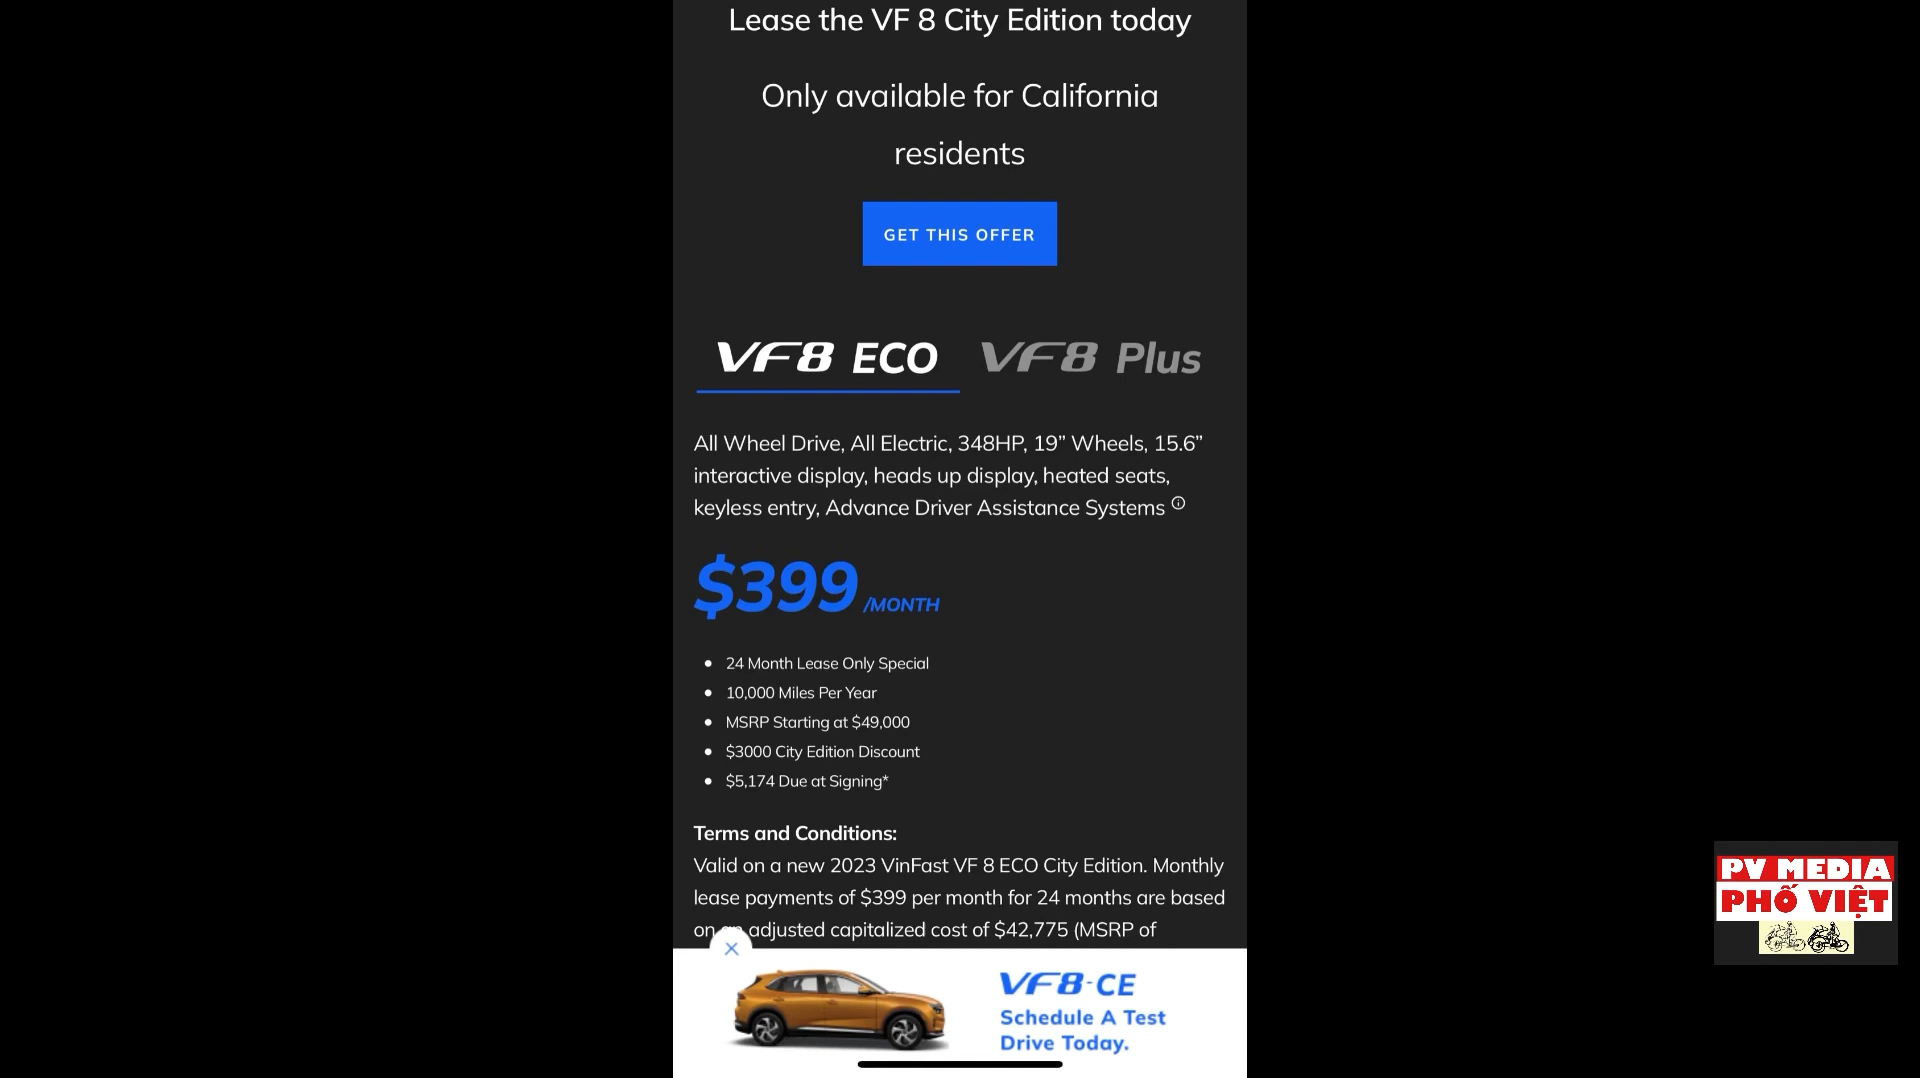 Lease the VF 8 City Edition today
Only available for California
residents
GET THIS OFFER
VF8 ECO VF8 Plus
All Wheel Drive, All Electric, 348HP, 19” Wheels, 15.6”
interactive display, heads up display, heated seats,
keyless entry, Advance Driver Assistance Systems
$399 /MONTH
• 24 Month Lease Only Special
• 10,000 Miles Per Year
• MSRP Starting at $49,000
• $3000 City Edition Discount
• $5,174 Due at Signing*
Terms and Conditions:
Valid on a new 2023 VinFast VF 8 ECO City Edition. Monthly
lease payments of $399 per month for 24 months are based
on an adjusted capitalized cost of $42,775 (MSRP of
VF8-CE
Schedule A Test
Drive Today.
PV MEDIA
PHỐ VIỆT